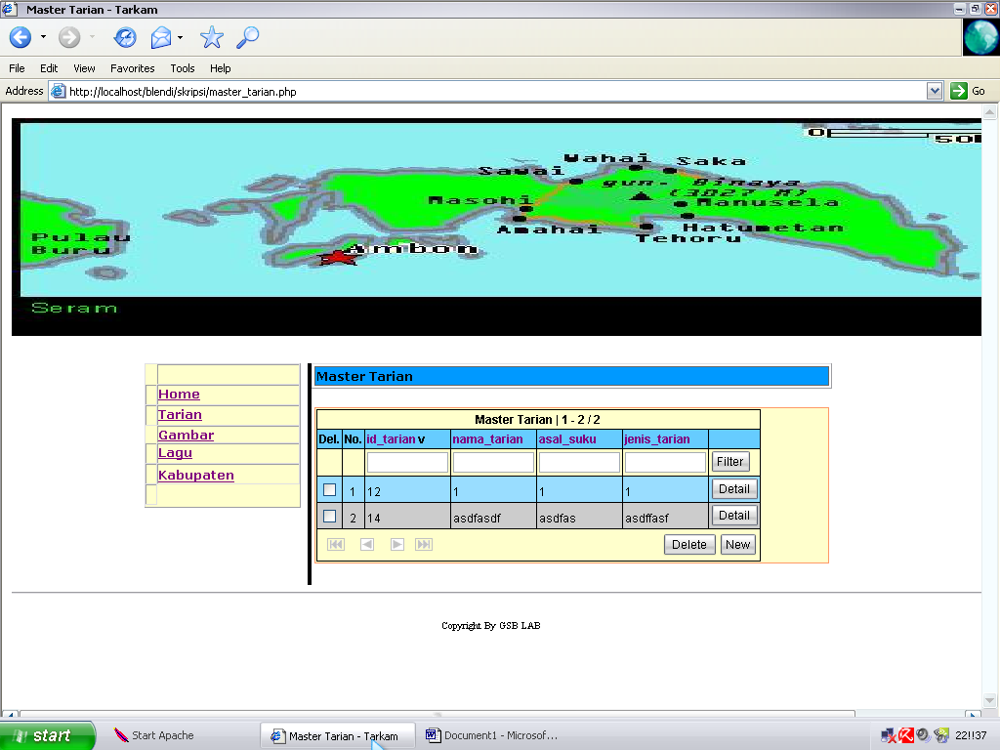 Master Tarian - Tarkam
File Edit View Favorites Tools Help
Address http://localhost/blendi/skripsi/master_tarian.php Go
0 50
Wahai Saka
Sawai
gun. Binaya
(3027 M)
Masohi Manusela
Amahai Hatumetan
Tehoru
Pulau
Buru
Ambon
Seram
Home
Tarian
Gambar
Lagu
Kabupaten
Master Tarian
Master Tarian | 1 - 2 / 2
Del. No. id_tarian v nama_tarian asal_suku jenis_tarian
Filter
1 12 1 1 1 Detail
2 14 asdfasdf asdfas asdffasf Detail
Delete New
Copyright By GSB LAB
start Start Apache Master Tarian - Tarkam Document1 - Microsof... 22!!37